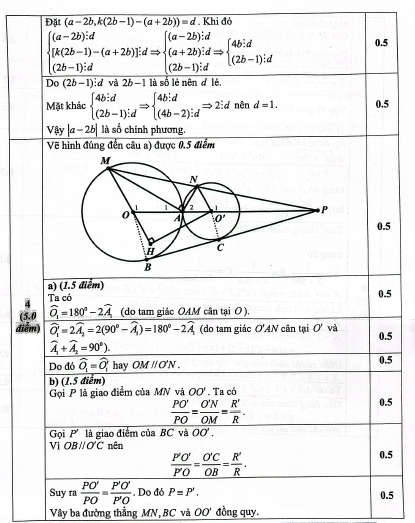 Đặt (a−2b, k(2b−1)−(a+2b)) = d. Khi đó
{(a−2b)⋮d [k(2b−1)−(a+2b)]⋮d (2b−1)⋮d ⇒ {(a−2b)⋮d (a+2b)⋮d (2b−1)⋮d ⇒ {4b⋮d (2b−1)⋮d
0.5
Do (2b−1)⋮d và 2b−1 là số lẻ nên d lẻ.
Mặt khác {4b⋮d (2b−1)⋮d ⇒ {4b⋮d (4b−2)⋮d ⇒ 2⋮d nên d=1.
0.5
Vậy |a−2b| là số chính phương.
4
(5.0
điểm)
Vẽ hình đúng đến câu a) được 0.5 điểm
M
N
O 1 1 A 2 1 O' P
H
B
C
0.5
a) (1.5 điểm)
Ta có
Ô₁ = 180⁰ − 2Â₁ (do tam giác OAM cân tại O).
0.5
Ô'₁ = 2Â₂ = 2(90⁰ − Â₁) = 180⁰ − 2Â₁ (do tam giác O'AN cân tại O' và
Â₁ + Â₂ = 90⁰).
0.5
Do đó Ô₁ = Ô'₁ hay OM // O'N.
0.5
b) (1.5 điểm)
Gọi P là giao điểm của MN và OO'. Ta có
PO'/PO = O'N/OM = R'/R.
0.5
Gọi P' là giao điểm của BC và OO'.
Vì OB // O'C nên
P'O'/P'O = O'C/OB = R'/R.
0.5
Suy ra PO'/PO = P'O'/P'O. Do đó P = P'.
Vậy ba đường thẳng MN, BC và OO' đồng quy.
0.5